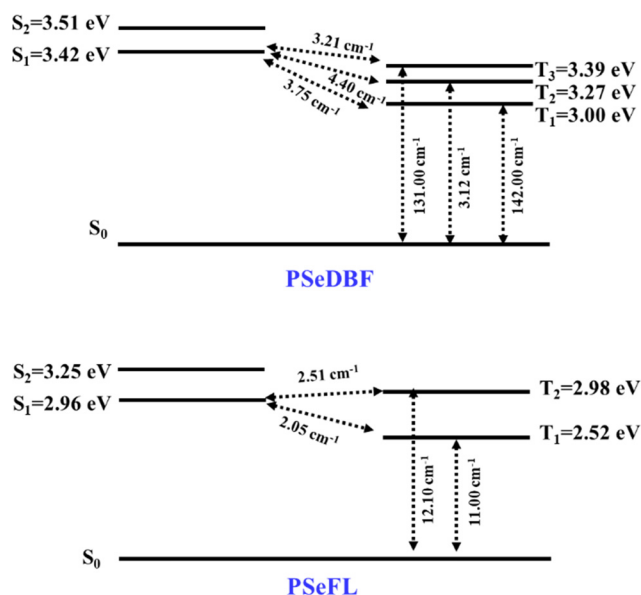 S₂=3.51 eV
S₁=3.42 eV
3.21 cm⁻¹
4.40 cm⁻¹
3.75 cm⁻¹
T₃=3.39 eV
T₂=3.27 eV
T₁=3.00 eV
131.00 cm⁻¹
3.12 cm⁻¹
142.00 cm⁻¹
S₀
PSeDBF
S₂=3.25 eV
S₁=2.96 eV
2.51 cm⁻¹
2.05 cm⁻¹
T₂=2.98 eV
T₁=2.52 eV
12.10 cm⁻¹
11.00 cm⁻¹
S₀
PSeFL